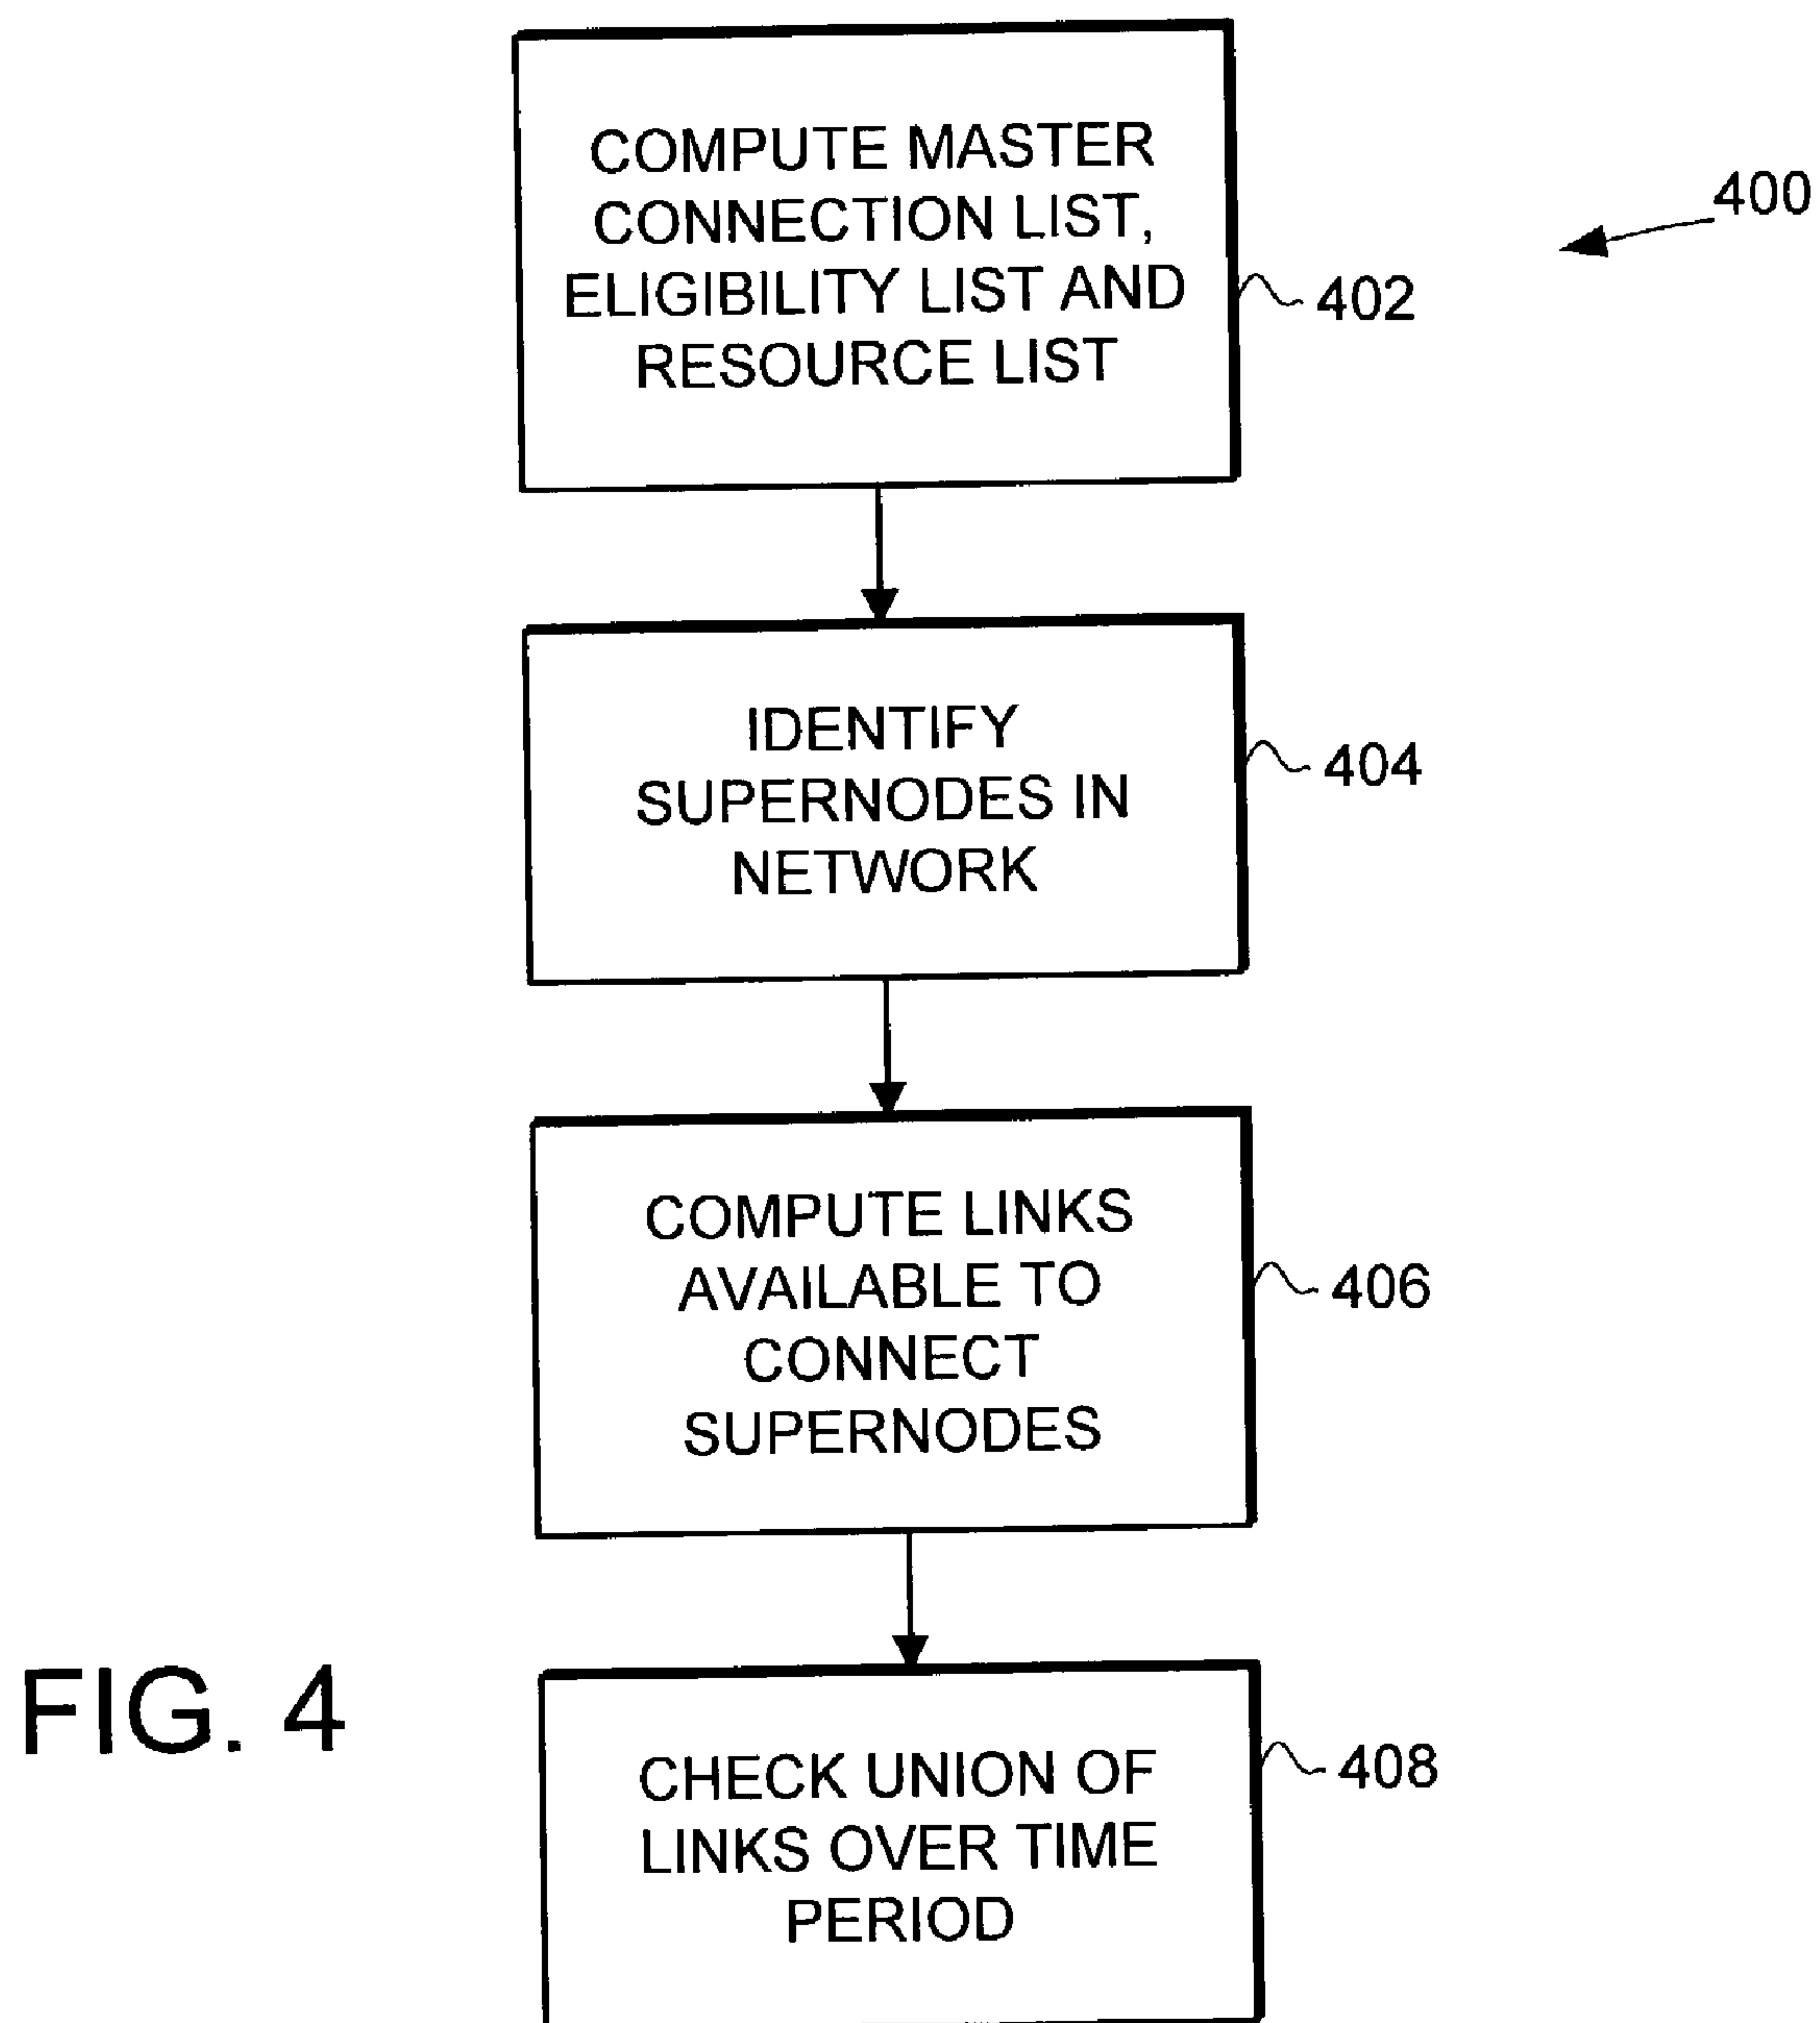 COMPUTE MASTER
CONNECTION LIST,
ELIGIBILITY LIST AND
RESOURCE LIST
400
402
IDENTIFY
SUPERNODES IN
NETWORK
404
COMPUTE LINKS
AVAILABLE TO
CONNECT
SUPERNODES
406
FIG. 4
CHECK UNION OF
LINKS OVER TIME
PERIOD
408